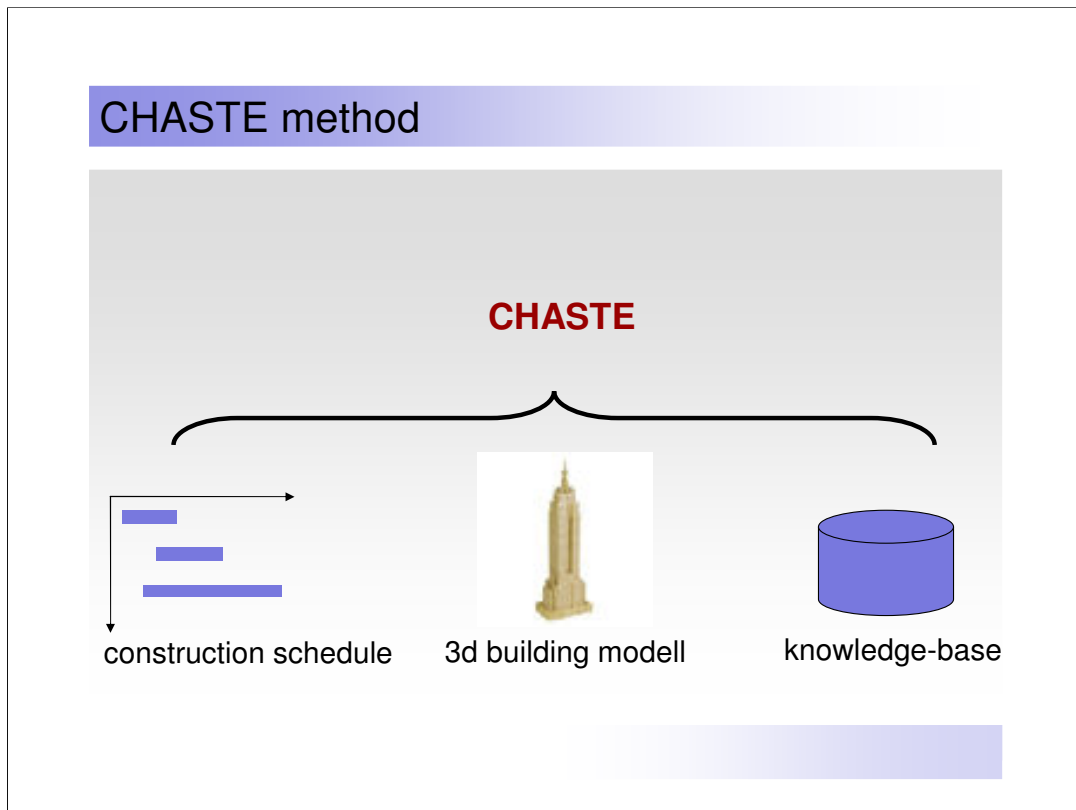 CHASTE method
CHASTE
construction schedule
3d building modell
knowledge-base